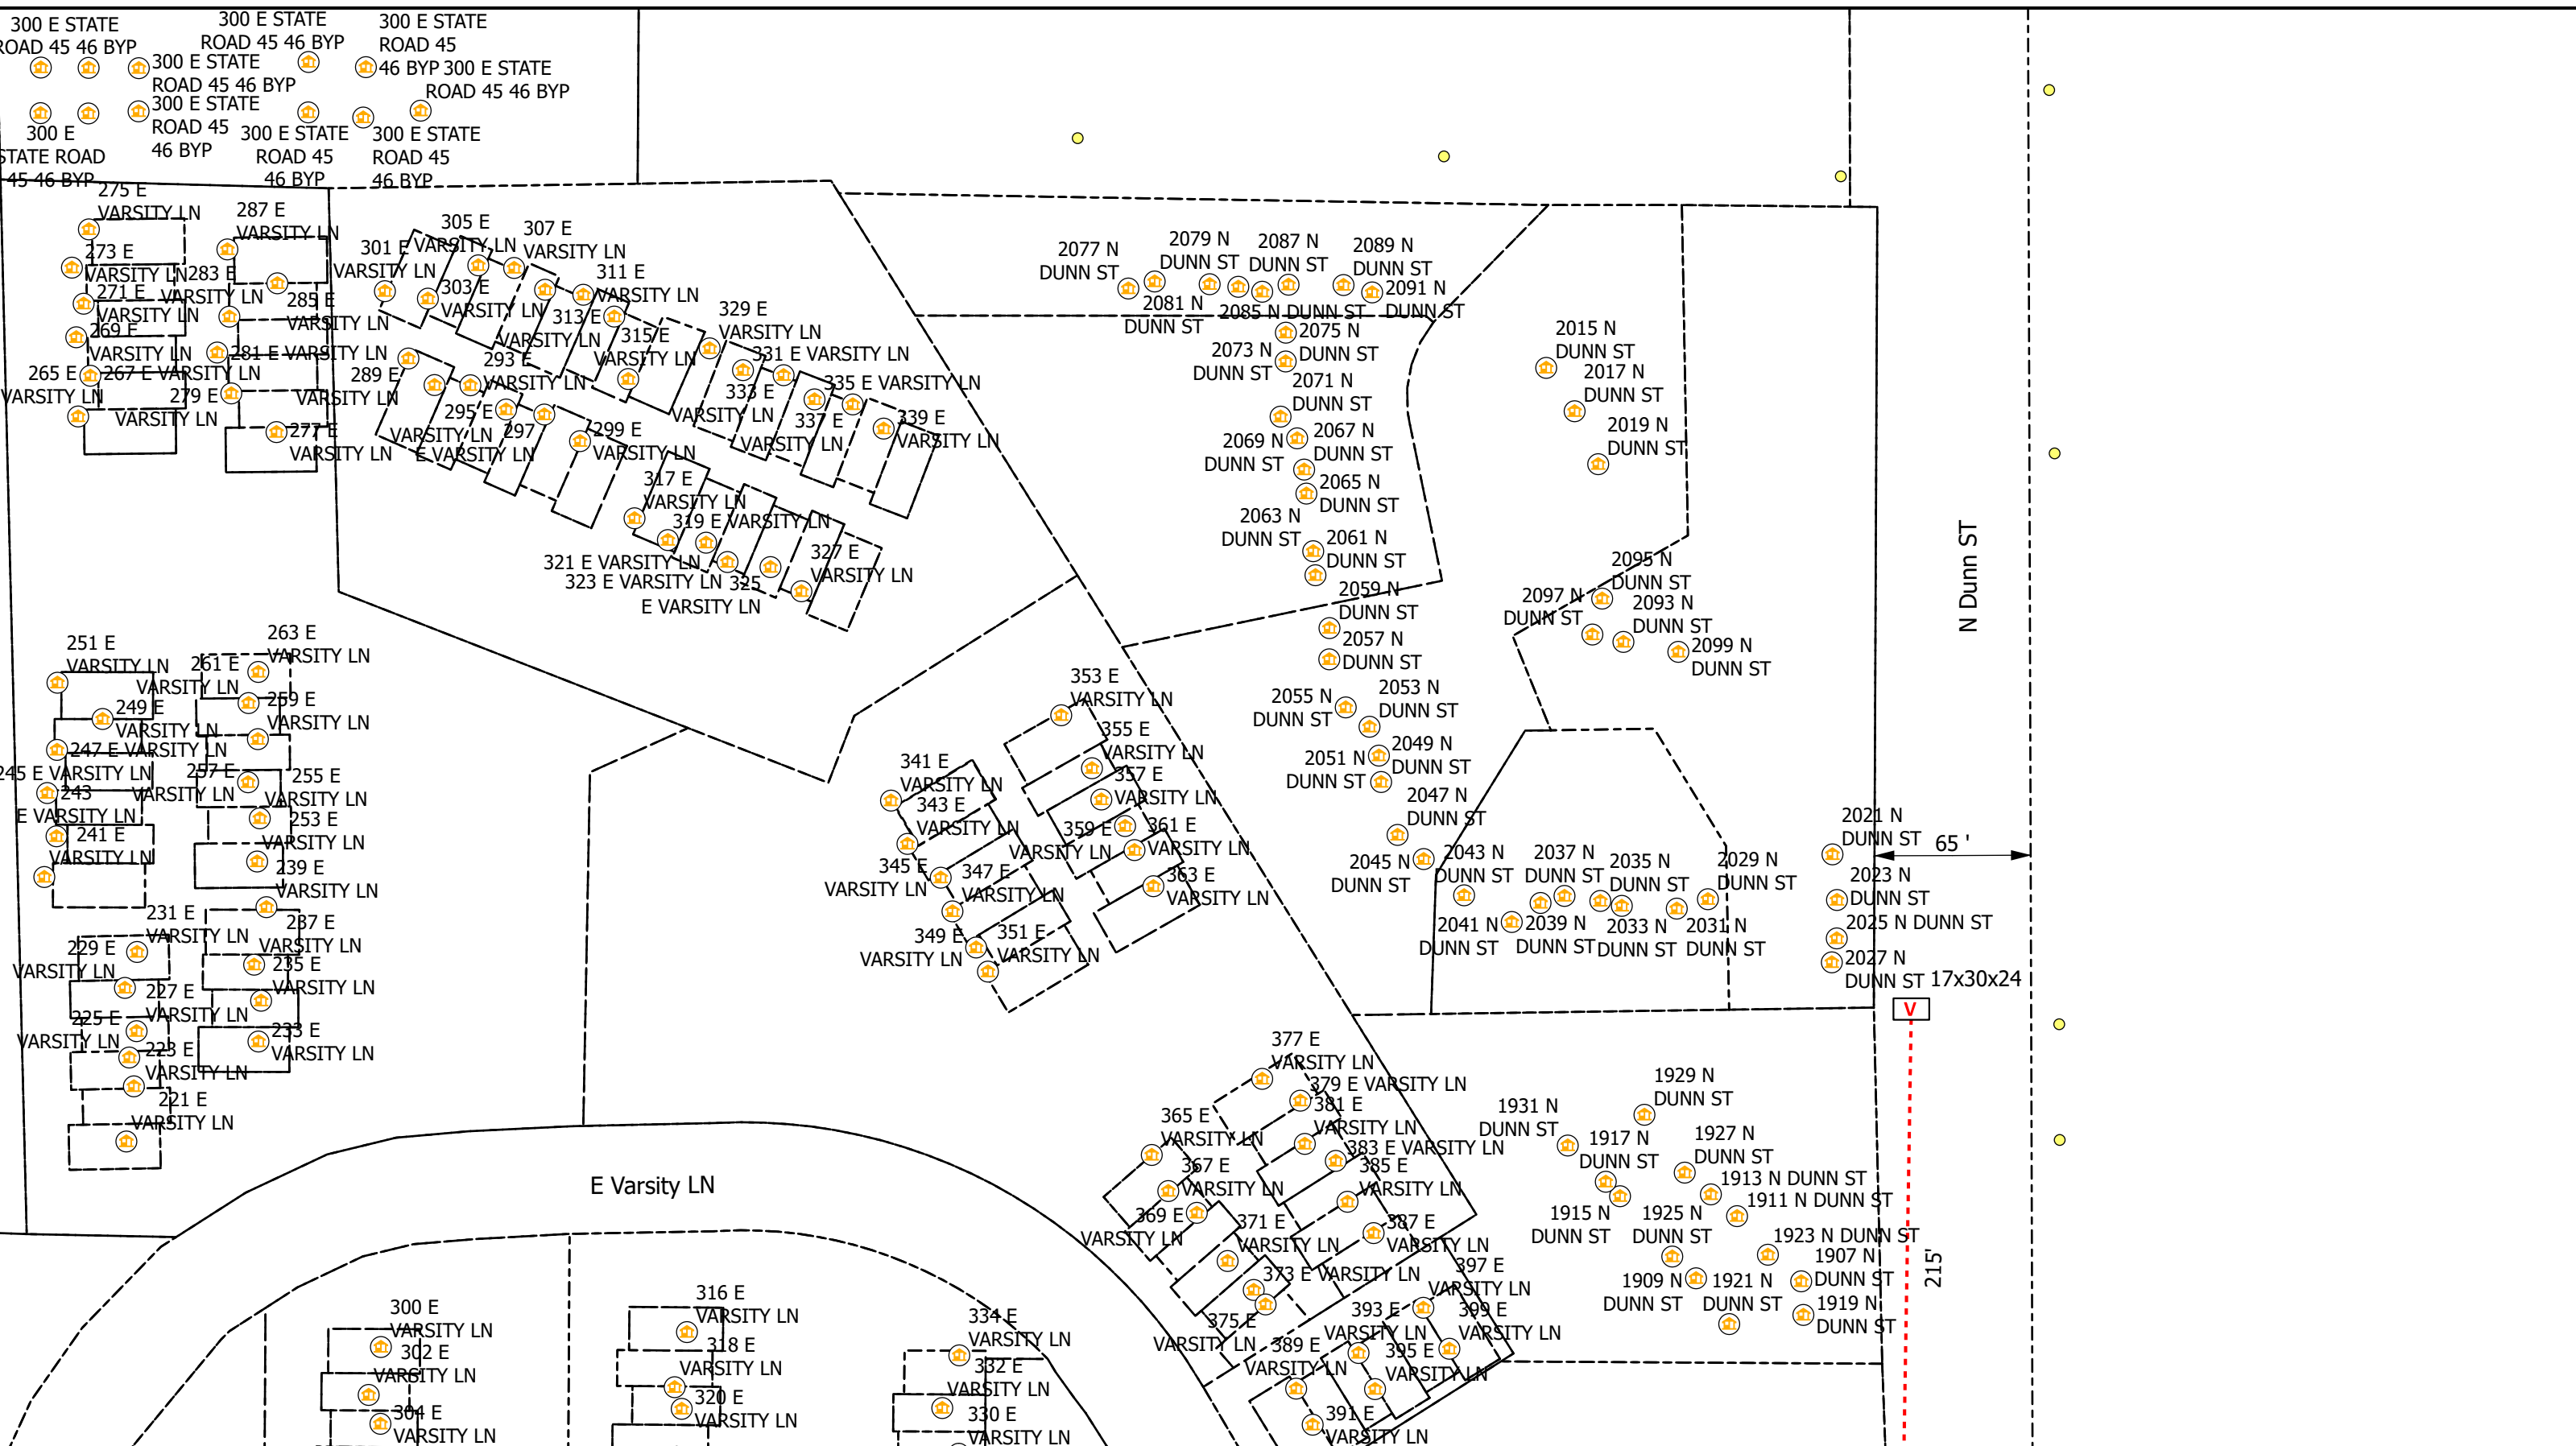 300 E STATE
ROAD 45 46 BYP
300 E STATE
ROAD 45 46 BYP
300 E STATE
ROAD 45
46 BYP
300 E STATE
ROAD 45 46 BYP
300 E STATE
ROAD 45 46 BYP
300 E STATE
ROAD 45
46 BYP
300 E
STATE ROAD
45 46 BYP
300 E STATE
ROAD 45
46 BYP
300 E STATE
ROAD 45
46 BYP
275 E
VARSITY LN
287 E
VARSITY LN
273 E
VARSITY LN
283 E
VARSITY LN
271 E
VARSITY LN
285 E
VARSITY LN
269 E
VARSITY LN
281 E VARSITY LN
265 E
VARSITY LN
267 E VARSITY LN
279 E
VARSITY LN
277 E
VARSITY LN
301 E
VARSITY LN
305 E
VARSITY LN
307 E
VARSITY LN
303 E
VARSITY LN
311 E
VARSITY LN
313 E
VARSITY LN
315 E
VARSITY LN
329 E
VARSITY LN
331 E VARSITY LN
289 E
VARSITY LN
293 E
VARSITY LN
333 E
VARSITY LN
335 E VARSITY LN
295 E
VARSITY LN
297
E VARSITY LN
299 E
VARSITY LN
337 E
VARSITY LN
339 E
VARSITY LN
317 E
VARSITY LN
319 E VARSITY LN
321 E VARSITY LN
323 E VARSITY LN
325
E VARSITY LN
327 E
VARSITY LN
2077 N
DUNN ST
2079 N
DUNN ST
2087 N
DUNN ST
2089 N
DUNN ST
2081 N
DUNN ST
2085 N DUNN ST
2091 N
DUNN ST
2075 N
DUNN ST
2073 N
DUNN ST
2071 N
DUNN ST
2069 N
DUNN ST
2067 N
DUNN ST
2065 N
DUNN ST
2063 N
DUNN ST
2061 N
DUNN ST
2059 N
DUNN ST
2057 N
DUNN ST
2055 N
DUNN ST
2053 N
DUNN ST
2051 N
DUNN ST
2049 N
DUNN ST
2047 N
DUNN ST
2045 N
DUNN ST
2043 N
DUNN ST
2041 N
DUNN ST
2037 N
DUNN ST
2039 N
DUNN ST
2035 N
DUNN ST
2033 N
DUNN ST
2029 N
DUNN ST
2031 N
DUNN ST
2015 N
DUNN ST
2017 N
DUNN ST
2019 N
DUNN ST
2095 N
DUNN ST
2097 N
DUNN ST
2093 N
DUNN ST
2099 N
DUNN ST
N Dunn ST
2021 N
DUNN ST
65 '
2023 N
DUNN ST
2025 N DUNN ST
2027 N
DUNN ST
17x30x24
V
215'
251 E
VARSITY LN
263 E
VARSITY LN
261 E
VARSITY LN
249 E
VARSITY LN
259 E
VARSITY LN
247 E VARSITY LN
245 E VARSITY LN
257 E
VARSITY LN
255 E
VARSITY LN
243
E VARSITY LN
253 E
VARSITY LN
241 E
VARSITY LN
239 E
VARSITY LN
231 E
VARSITY LN
237 E
VARSITY LN
229 E
VARSITY LN
235 E
VARSITY LN
227 E
VARSITY LN
225 E
VARSITY LN
233 E
VARSITY LN
223 E
VARSITY LN
221 E
VARSITY LN
353 E
VARSITY LN
355 E
VARSITY LN
341 E
VARSITY LN
357 E
VARSITY LN
343 E
VARSITY LN
359 E
VARSITY LN
361 E
VARSITY LN
345 E
VARSITY LN
347 E
VARSITY LN
363 E
VARSITY LN
349 E
VARSITY LN
351 E
VARSITY LN
377 E
VARSITY LN
379 E VARSITY LN
381 E
VARSITY LN
365 E
VARSITY LN
383 E VARSITY LN
367 E
VARSITY LN
385 E
VARSITY LN
369 E
VARSITY LN
371 E
VARSITY LN
387 E
VARSITY LN
373 E VARSITY LN
375 E
VARSITY LN
397 E
VARSITY LN
393 E
VARSITY LN
399 E
VARSITY LN
389 E
VARSITY LN
395 E
VARSITY LN
391 E
VARSITY LN
1929 N
DUNN ST
1931 N
DUNN ST
1917 N
DUNN ST
1927 N
DUNN ST
1913 N DUNN ST
1911 N DUNN ST
1915 N
DUNN ST
1925 N
DUNN ST
1923 N DUNN ST
1907 N
DUNN ST
1909 N
DUNN ST
1921 N
DUNN ST
1919 N
DUNN ST
E Varsity LN
300 E
VARSITY LN
302 E
VARSITY LN
304 E
VARSITY LN
316 E
VARSITY LN
318 E
VARSITY LN
320 E
VARSITY LN
334 E
VARSITY LN
332 E
VARSITY LN
330 E
VARSITY LN